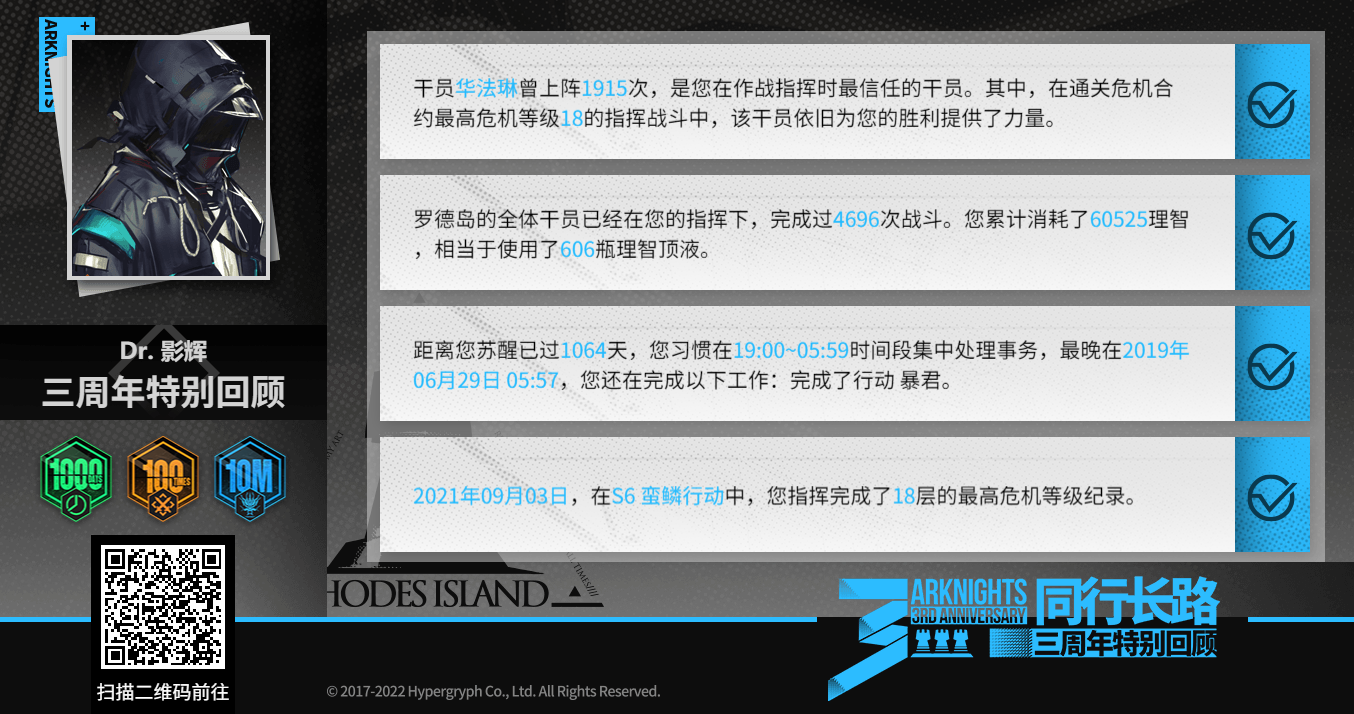 ARKNIGHTS
+
Dr. 影辉
三周年特别回顾
1000
DAYS
100
TIMES
10M
扫描二维码前往
干员华法琳曾上阵1915次，是您在作战指挥时最信任的干员。其中，在通关危机合
约最高危机等级18的指挥战斗中，该干员依旧为您的胜利提供了力量。
罗德岛的全体干员已经在您的指挥下，完成过4696次战斗。您累计消耗了60525理智
，相当于使用了606瓶理智顶液。
距离您苏醒已过1064天，您习惯在19:00~05:59时间段集中处理事务，最晚在2019年
06月29日 05:57，您还在完成以下工作：完成了行动 暴君。
2021年09月03日，在S6 蛮鳞行动中，您指挥完成了18层的最高危机等级纪录。
HODES ISLAND
ARKNIGHTS
3RD ANNIVERSARY
同行长路
三周年特别回顾
© 2017-2022 Hypergryph Co., Ltd. All Rights Reserved.